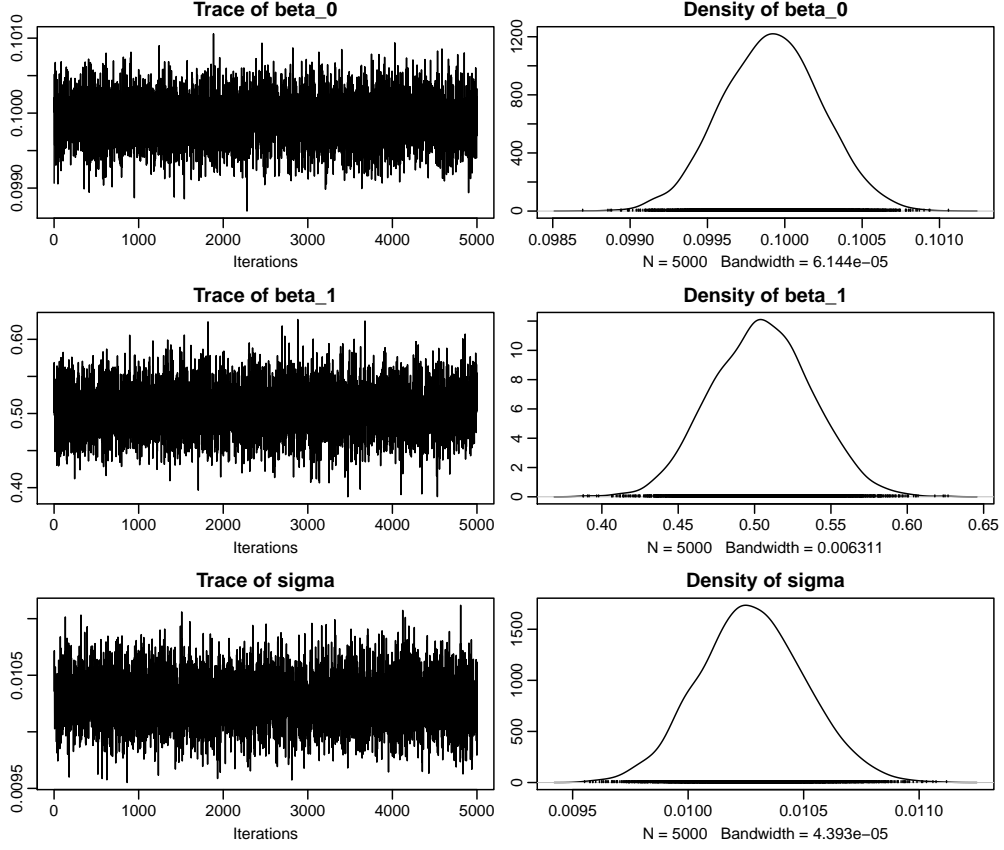 Trace of beta_0
0.0990 0.1000 0.1010
0 1000 2000 3000 4000 5000
Iterations
Density of beta_0
0 400 800 1200
0.0985 0.0990 0.0995 0.1000 0.1005 0.1010
N = 5000 Bandwidth = 6.144e−05
Trace of beta_1
0.40 0.50 0.60
0 1000 2000 3000 4000 5000
Iterations
Density of beta_1
0 2 4 6 8 10
0.40 0.45 0.50 0.55 0.60 0.65
N = 5000 Bandwidth = 0.006311
Trace of sigma
0.0095 0.0105
0 1000 2000 3000 4000 5000
Iterations
Density of sigma
0 500 1000 1500
0.0095 0.0100 0.0105 0.0110
N = 5000 Bandwidth = 4.393e−05